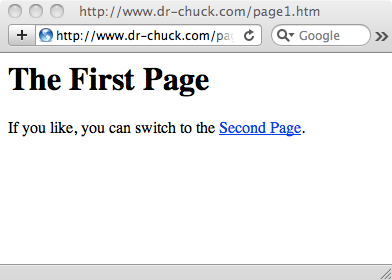 http://www.dr-chuck.com/page1.htm
+ http://www.dr-chuck.com/pag Google
The First Page
If you like, you can switch to the Second Page.